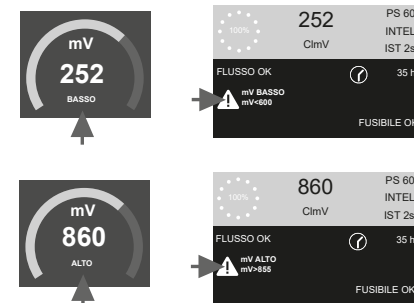 mV
252
BASSO
100%
252
ClmV
PS 60
INTEL
IST 2s
FLUSSO OK
35 h
mV BASSO
mV<600
FUSIBILE OK
mV
860
ALTO
100%
860
ClmV
PS 60
INTEL
IST 2s
FLUSSO OK
35 h
mV ALTO
mV>855
FUSIBILE OK